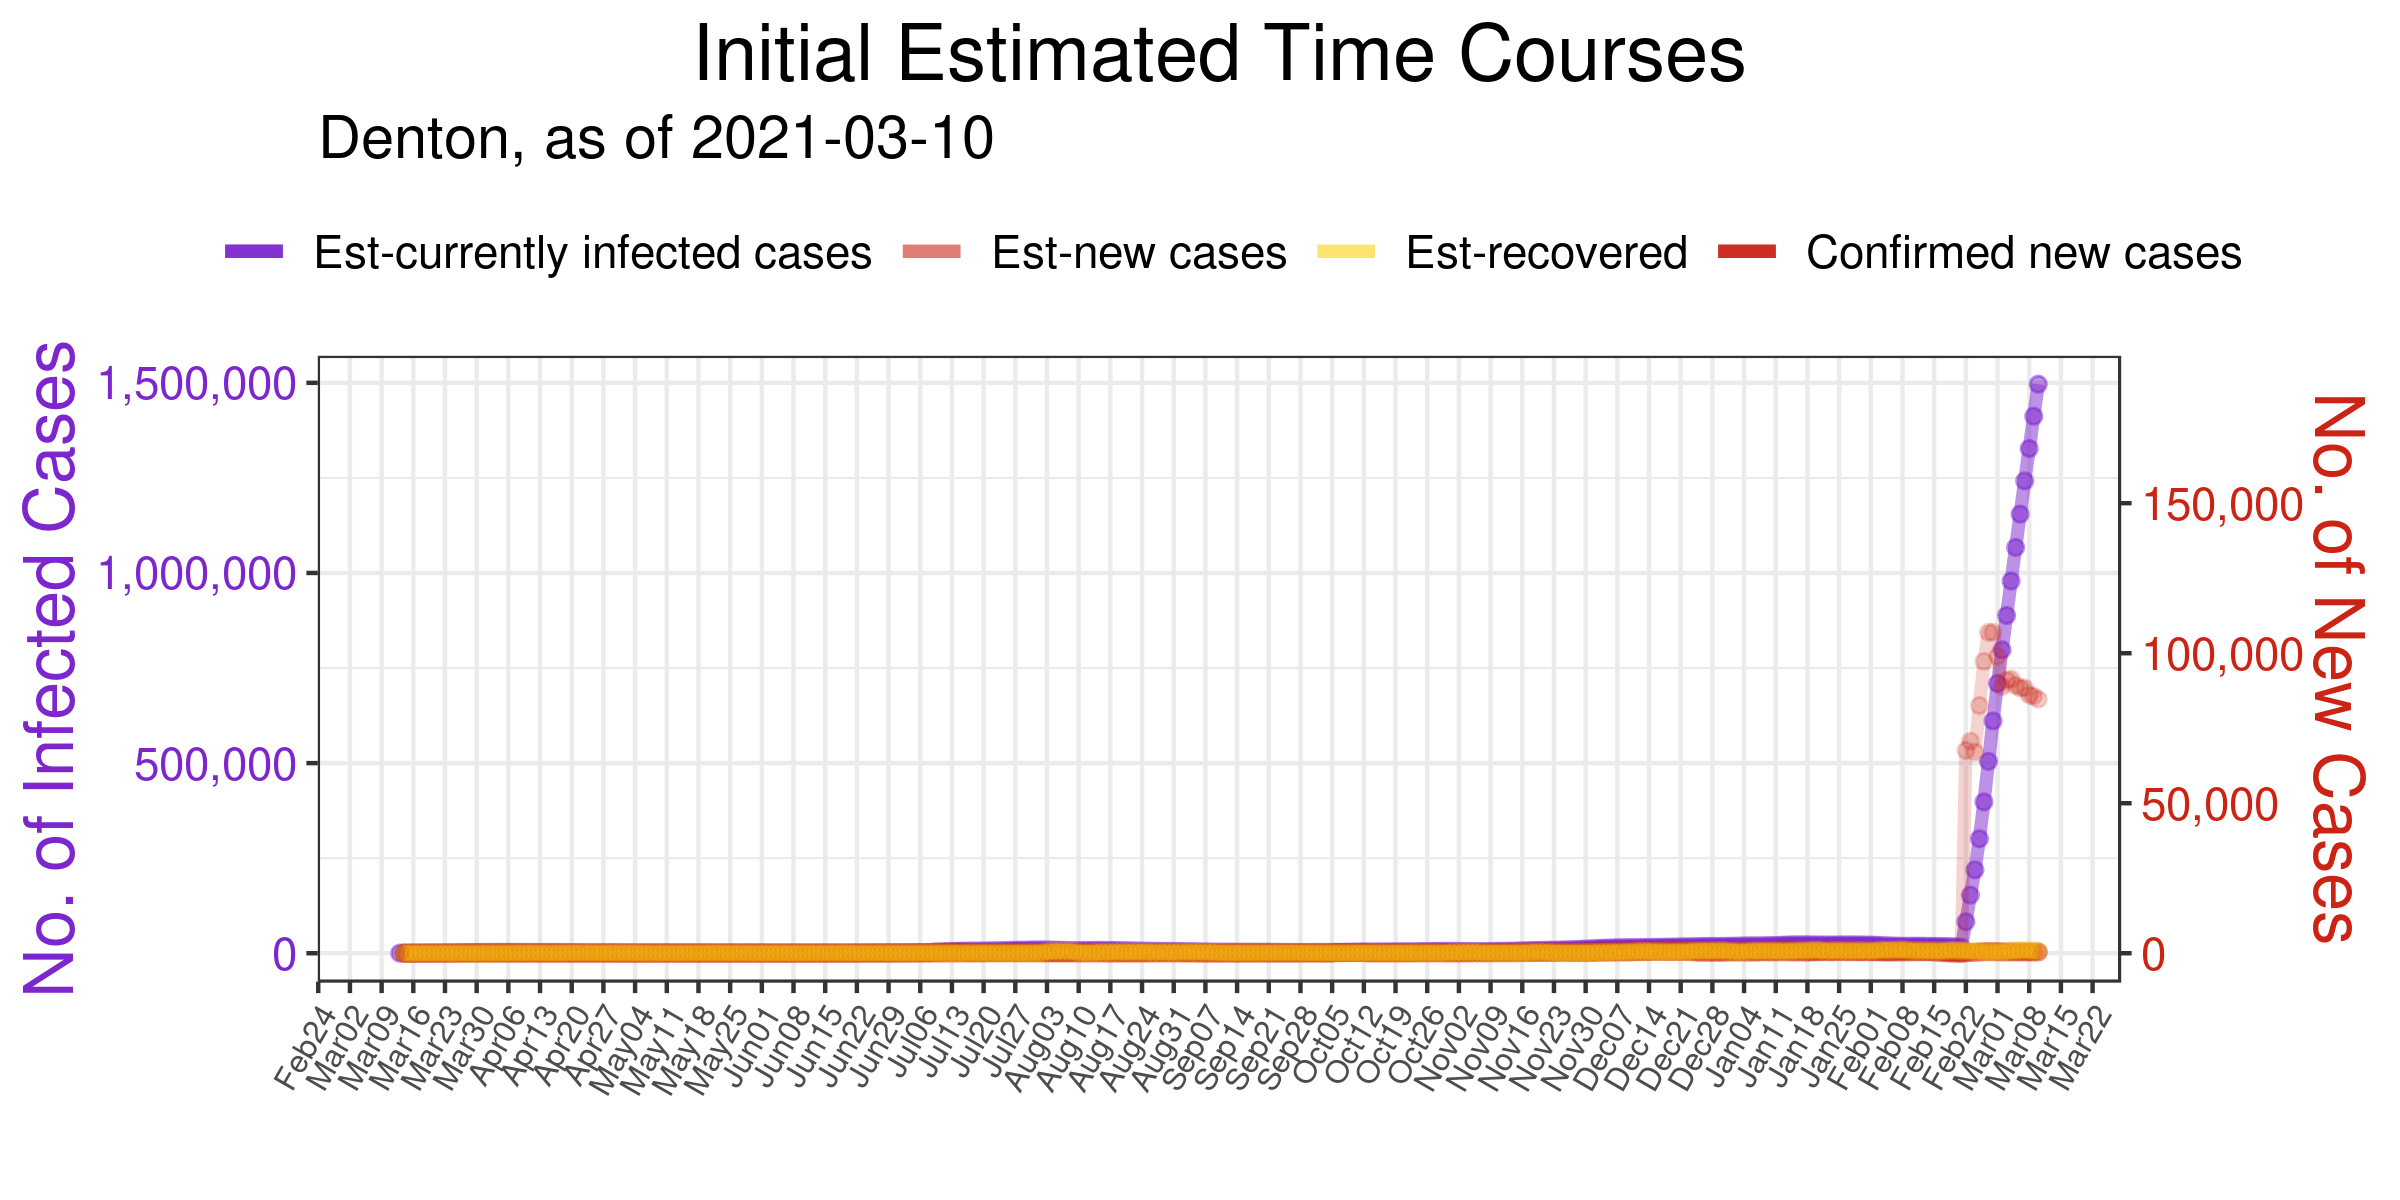 Initial Estimated Time Courses
Denton, as of 2021-03-10
Est-currently infected cases Est-new cases Est-recovered Confirmed new cases
No. of Infected Cases
1,500,000
1,000,000
500,000
0
150,000
100,000
50,000
0
No. of New Cases
Feb24 Mar02 Mar09 Mar16 Mar23 Mar30 Apr06 Apr13 Apr20 Apr27 May04 May11 May18 May25 Jun01 Jun08 Jun15 Jun22 Jun29 Jul06 Jul13 Jul20 Jul27 Aug03 Aug10 Aug17 Aug24 Aug31 Sep07 Sep14 Sep21 Sep28 Oct05 Oct12 Oct19 Oct26 Nov02 Nov09 Nov16 Nov23 Nov30 Dec07 Dec14 Dec21 Dec28 Jan04 Jan11 Jan18 Jan25 Feb01 Feb08 Feb15 Feb22 Mar01 Mar08 Mar15 Mar22